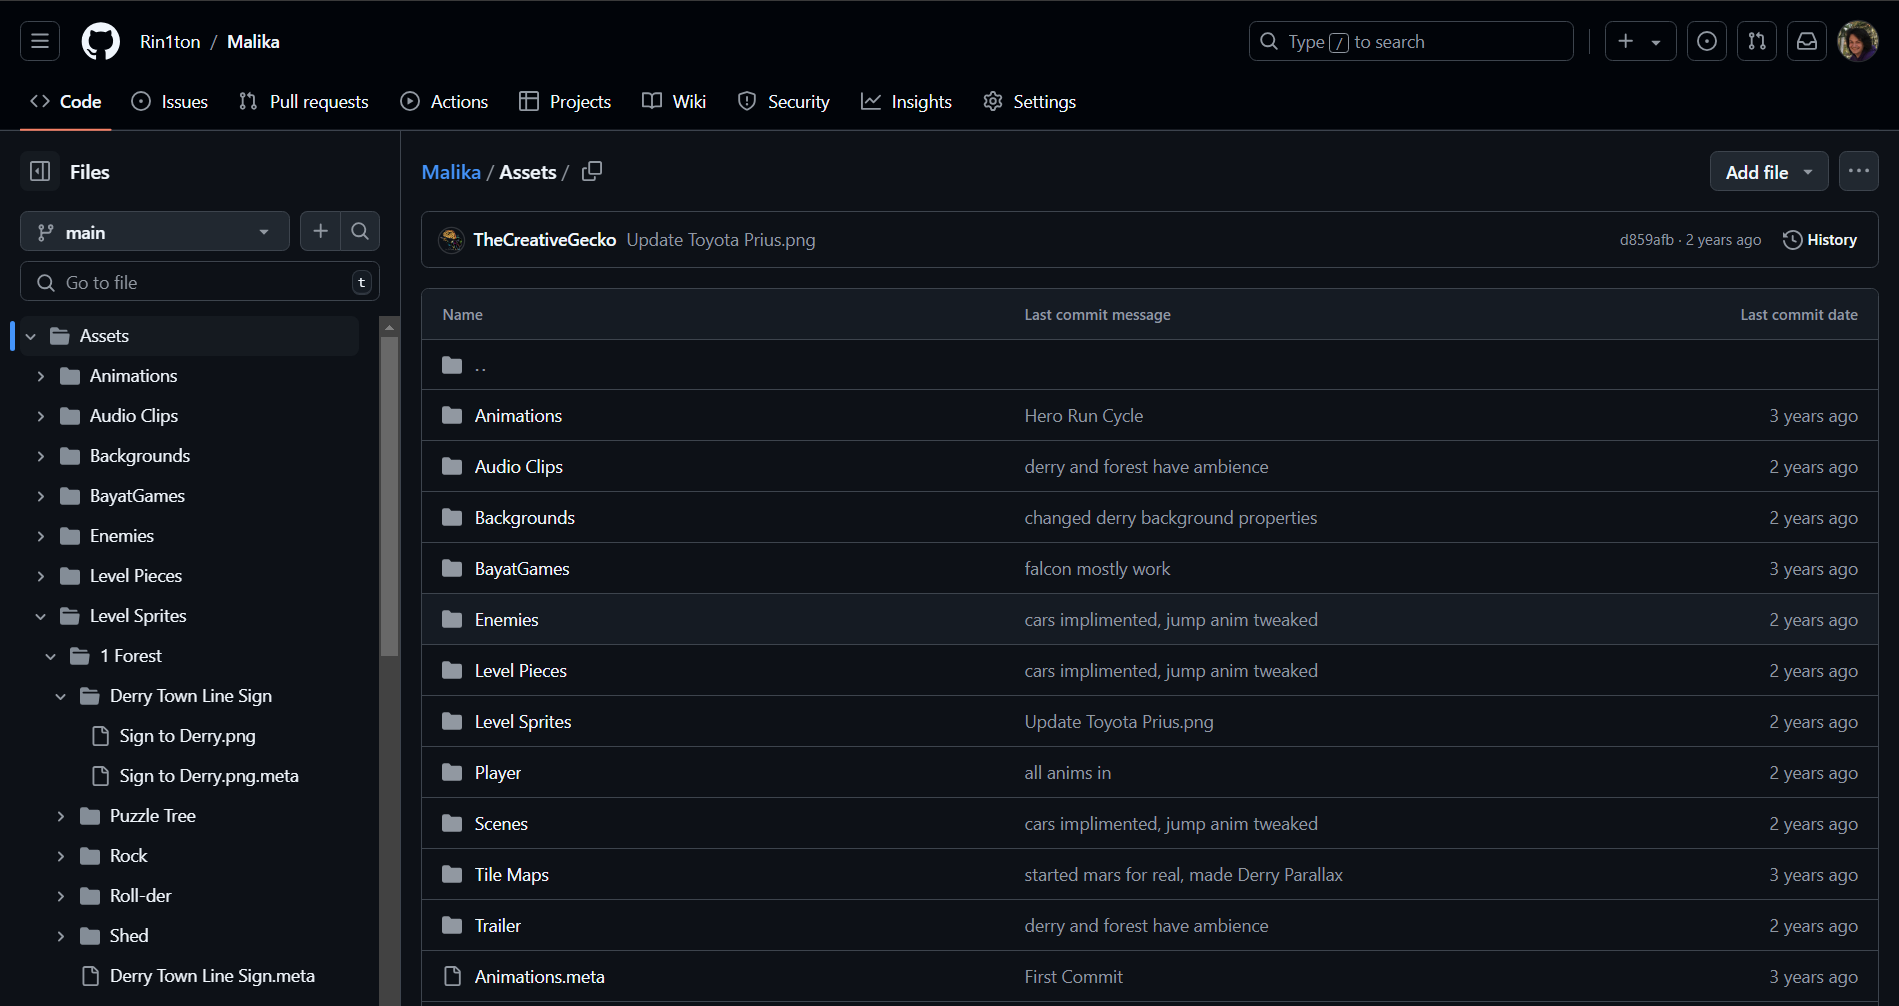 Rin1ton / Malika
Type / to search
Code Issues Pull requests Actions Projects Wiki Security Insights Settings
Files
main
Go to file t
Assets
Animations
Audio Clips
Backgrounds
BayatGames
Enemies
Level Pieces
Level Sprites
1 Forest
Derry Town Line Sign
Sign to Derry.png
Sign to Derry.png.meta
Puzzle Tree
Rock
Roll-der
Shed
Derry Town Line Sign.meta
Malika / Assets /
Add file
TheCreativeGecko Update Toyota Prius.png d859afb · 2 years ago History
Name Last commit message Last commit date
..
Animations Hero Run Cycle 3 years ago
Audio Clips derry and forest have ambience 2 years ago
Backgrounds changed derry background properties 2 years ago
BayatGames falcon mostly work 3 years ago
Enemies cars implimented, jump anim tweaked 2 years ago
Level Pieces cars implimented, jump anim tweaked 2 years ago
Level Sprites Update Toyota Prius.png 2 years ago
Player all anims in 2 years ago
Scenes cars implimented, jump anim tweaked 2 years ago
Tile Maps started mars for real, made Derry Parallax 3 years ago
Trailer derry and forest have ambience 2 years ago
Animations.meta First Commit 3 years ago